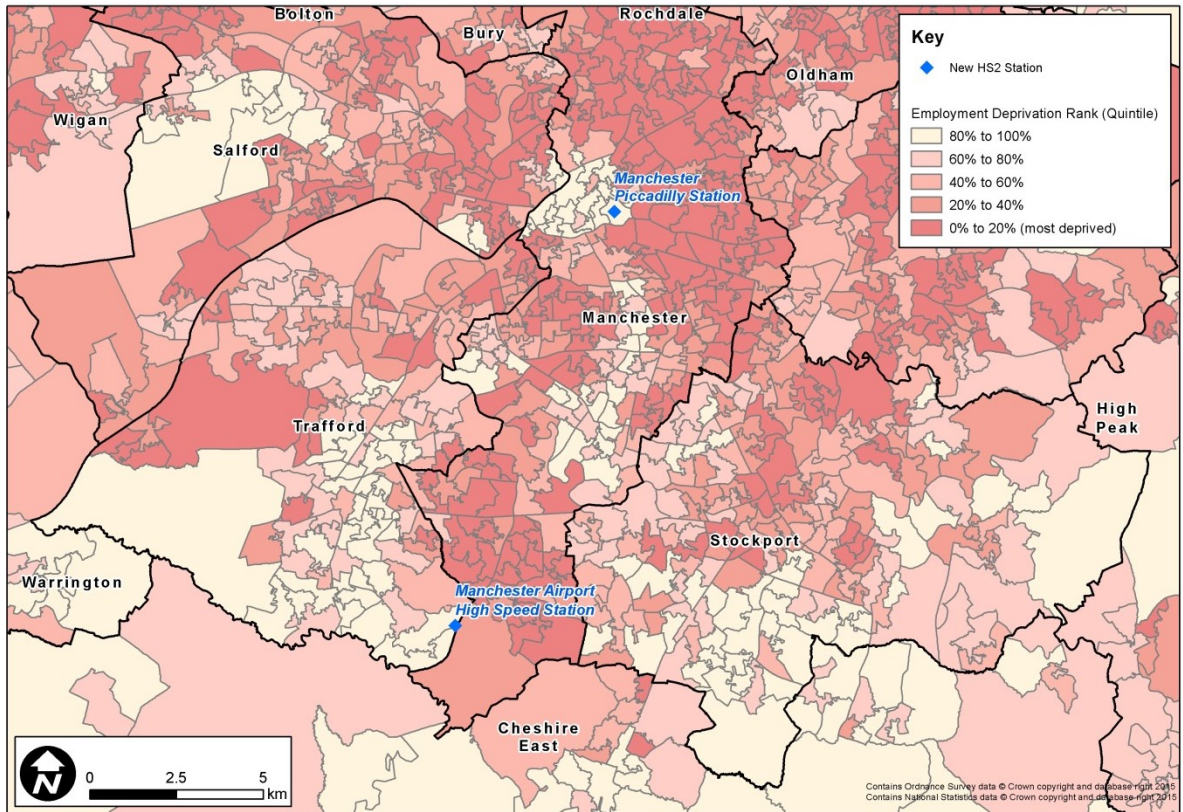 Bolton
Rochdale
Bury
Oldham
Wigan
Salford
Manchester
Piccadilly Station
Manchester
Trafford
High
Peak
Stockport
Warrington
Manchester Airport
High Speed Station
Cheshire
East
Key
New HS2 Station
Employment Deprivation Rank (Quintile)
80% to 100%
60% to 80%
40% to 60%
20% to 40%
0% to 20% (most deprived)
N
0 2.5 5
km
Contains Ordnance Survey data © Crown copyright and database right 2015
Contains National Statistics data © Crown copyright and database right 2015